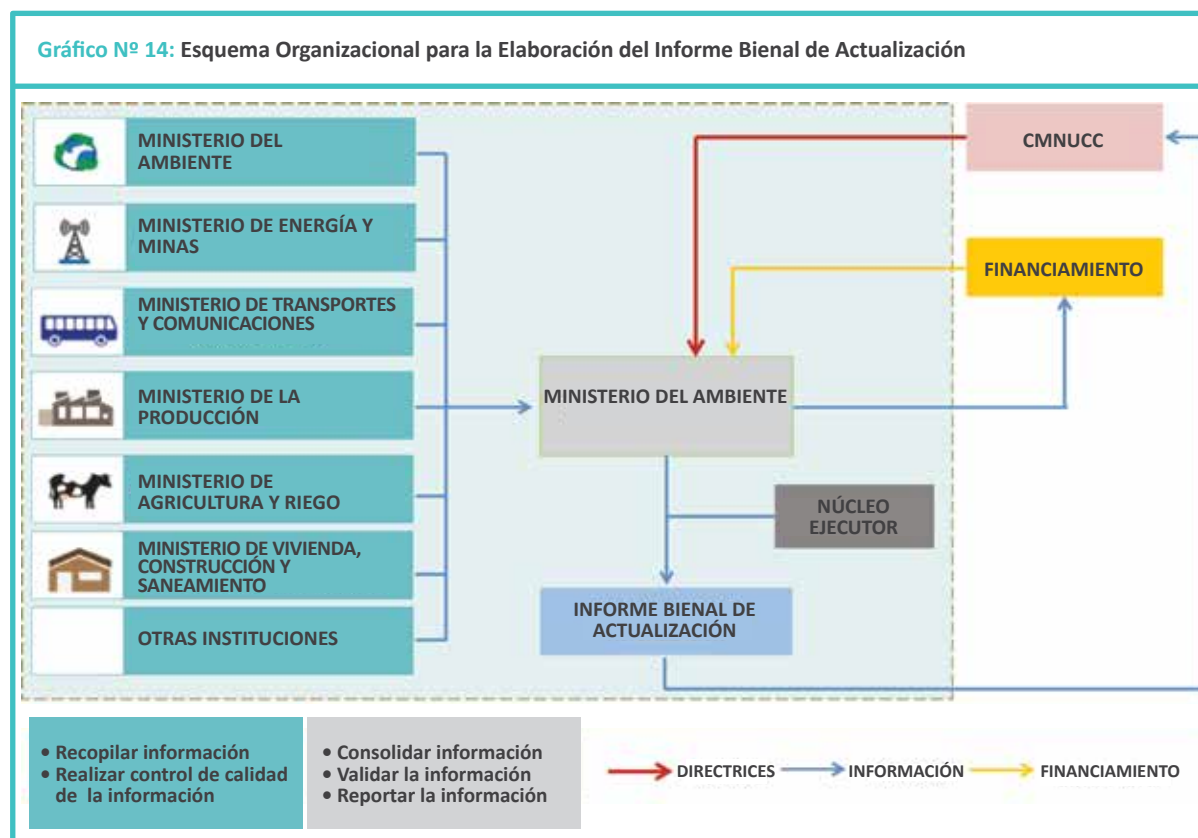 Gráfico Nº 14: Esquema Organizacional para la Elaboración del Informe Bienal de Actualización
MINISTERIO DEL
AMBIENTE
MINISTERIO DE ENERGÍA Y
MINAS
MINISTERIO DE TRANSPORTES
Y COMUNICACIONES
MINISTERIO DE LA
PRODUCCIÓN
MINISTERIO DE
AGRICULTURA Y RIEGO
MINISTERIO DE VIVIENDA,
CONSTRUCCIÓN Y
SANEAMIENTO
OTRAS INSTITUCIONES
CMNUCC
FINANCIAMIENTO
MINISTERIO DEL AMBIENTE
NÚCLEO
EJECUTOR
INFORME BIENAL DE
ACTUALIZACIÓN
• Recopilar información
• Realizar control de calidad
de la información
• Consolidar información
• Validar la información
• Reportar la información
DIRECTRICES
INFORMACIÓN
FINANCIAMIENTO